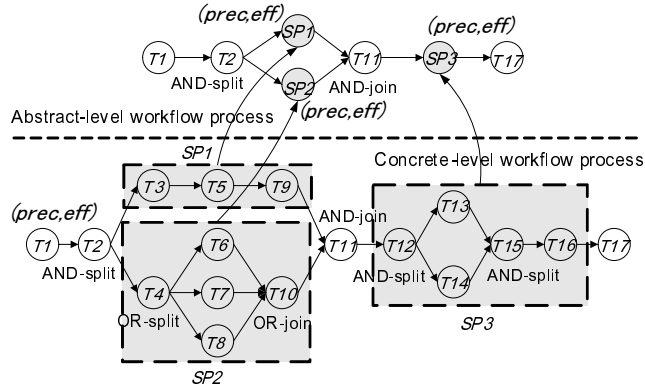 (prec,eff)
(prec,eff)
SP1
T1
T2
T11
SP3
T17
AND-split
SP2
AND-join
(prec,eff)
Abstract-level workflow process
SP1
Concrete-level workflow process
T3
T5
T9
(prec,eff)
AND-join
T13
T1
T2
T6
T11
T12
T15
T16
T17
AND-split
AND-split
AND-split
T4
T7
T10
T14
OR-split
OR-join
T8
SP3
SP2